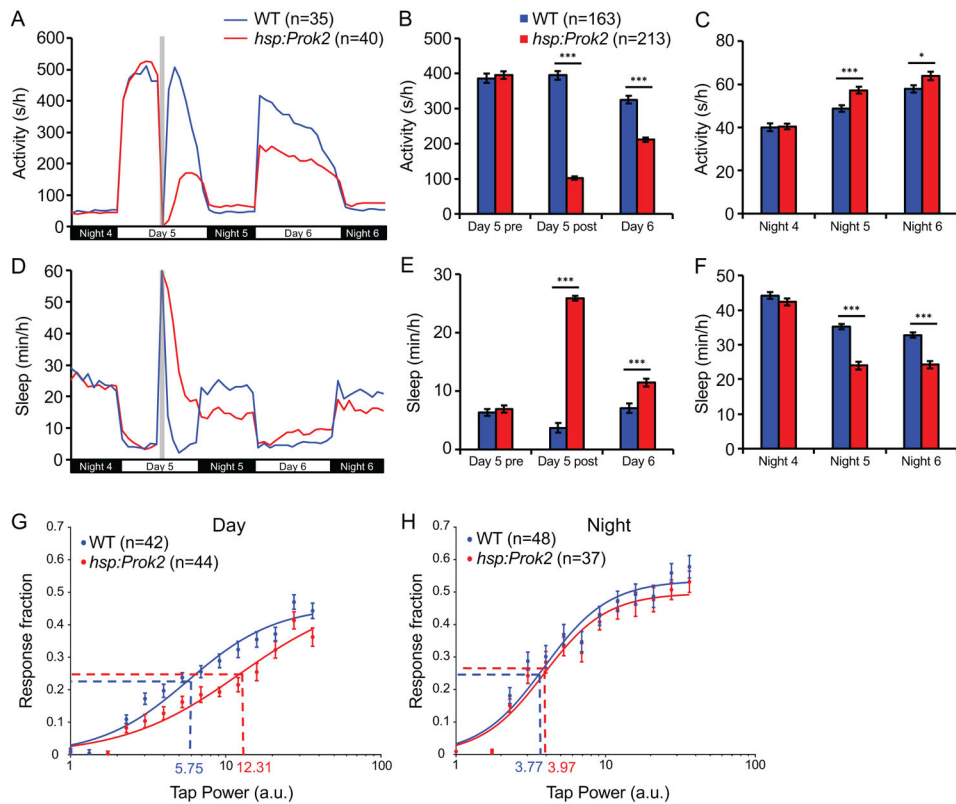 A
WT (n=35)
hsp:Prok2 (n=40)
Activity (s/h)
600
500
400
300
200
100
0
Night 4 Day 5 Night 5 Day 6 Night 6
B
WT (n=163)
hsp:Prok2 (n=213)
Activity (s/h)
500
400
300
200
100
0
***
***
Day 5 pre Day 5 post Day 6
C
Activity (s/h)
80
60
40
20
0
***
*
Night 4 Night 5 Night 6
D
Sleep (min/h)
60
50
40
30
20
10
0
Night 4 Day 5 Night 5 Day 6 Night 6
E
Sleep (min/h)
30
20
10
0
***
***
Day 5 pre Day 5 post Day 6
F
Sleep (min/h)
50
40
30
20
10
0
***
***
Night 4 Night 5 Night 6
G
Day
WT (n=42)
hsp:Prok2 (n=44)
Response fraction
0.7
0.6
0.5
0.4
0.3
0.2
0.1
0
1 10 100
5.75 12.31
Tap Power (a.u.)
H
Night
WT (n=48)
hsp:Prok2 (n=37)
Response fraction
0.7
0.6
0.5
0.4
0.3
0.2
0.1
0
1 10 100
3.77 3.97
Tap Power (a.u.)